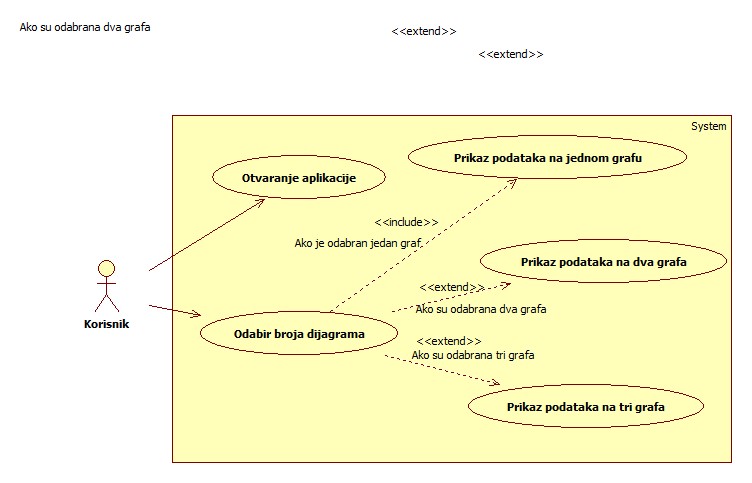 Ako su odabrana dva grafa
<<extend>>
<<extend>>
System
Prikaz podataka na jednom grafu
Otvaranje aplikacije
<<include>>
Ako je odabran jedan graf
Prikaz podataka na dva grafa
<<extend>>
Ako su odabrana dva grafa
Korisnik
Odabir broja dijagrama
<<extend>>
Ako su odabrana tri grafa
Prikaz podataka na tri grafa